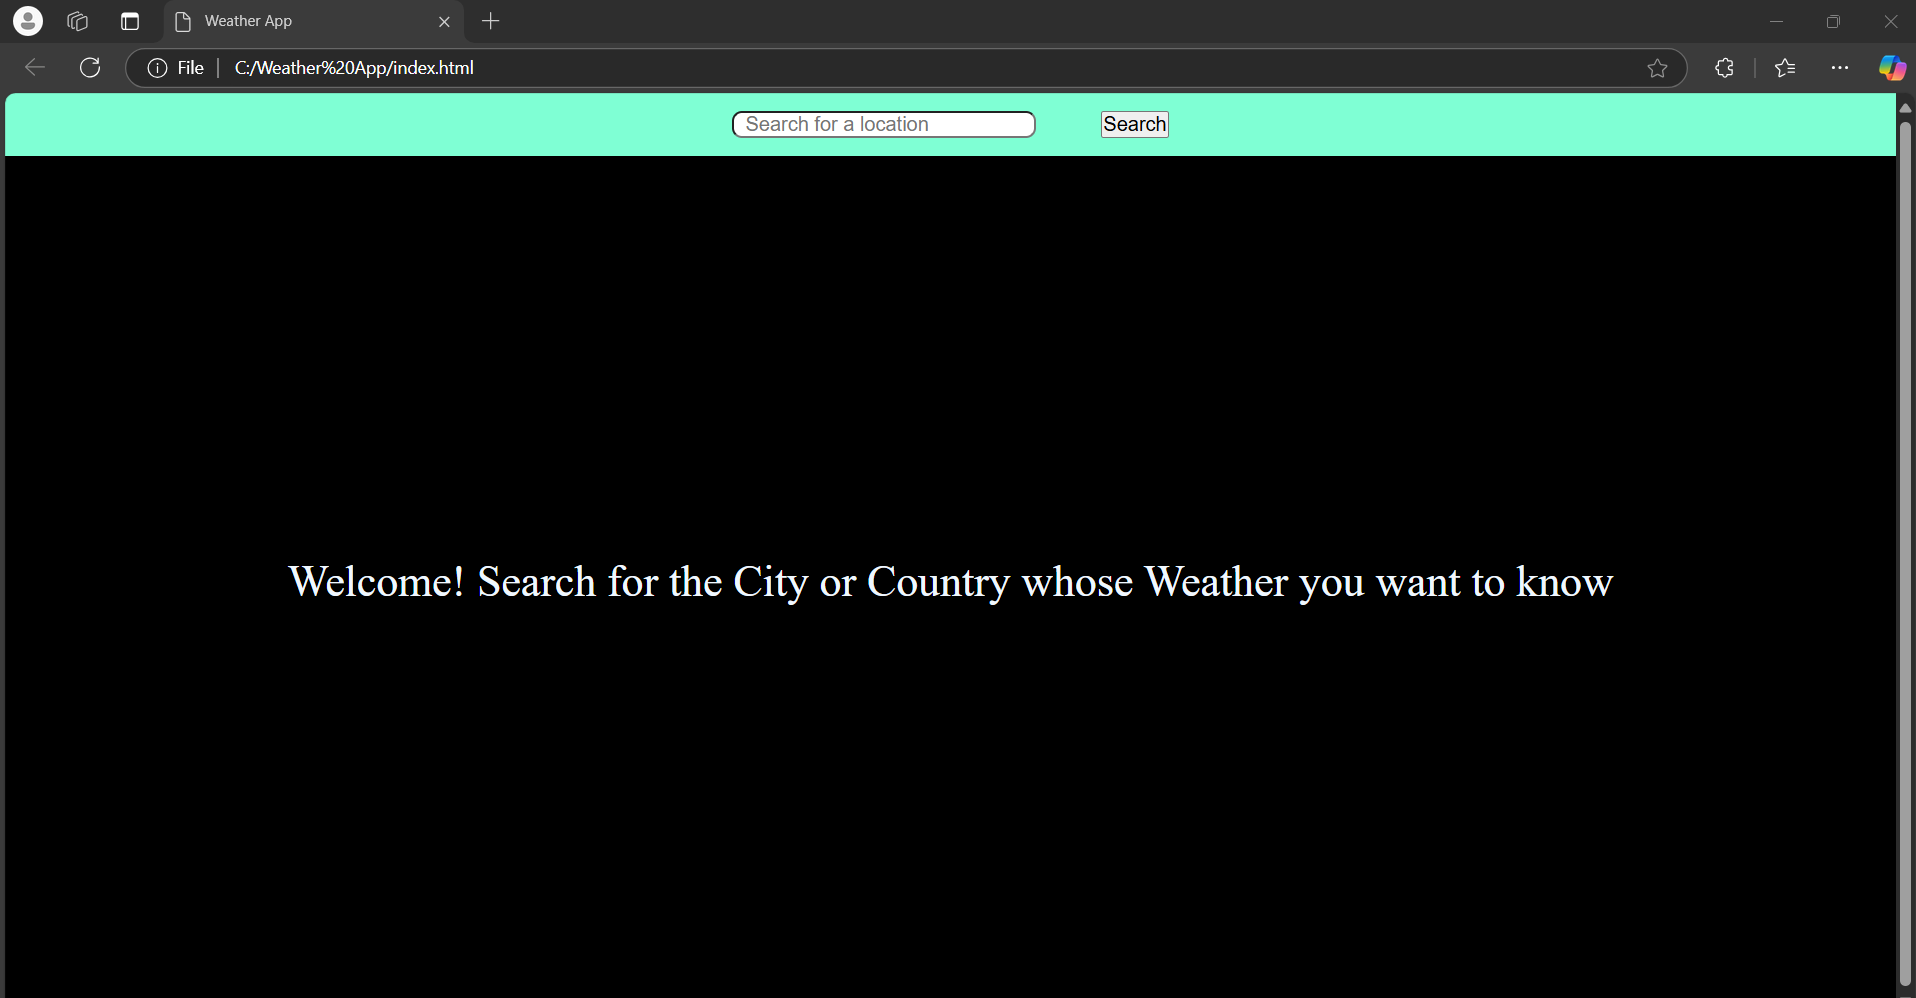 Weather App
File
C:/Weather%20App/index.html
Search for a location
Search
Welcome! Search for the City or Country whose Weather you want to know